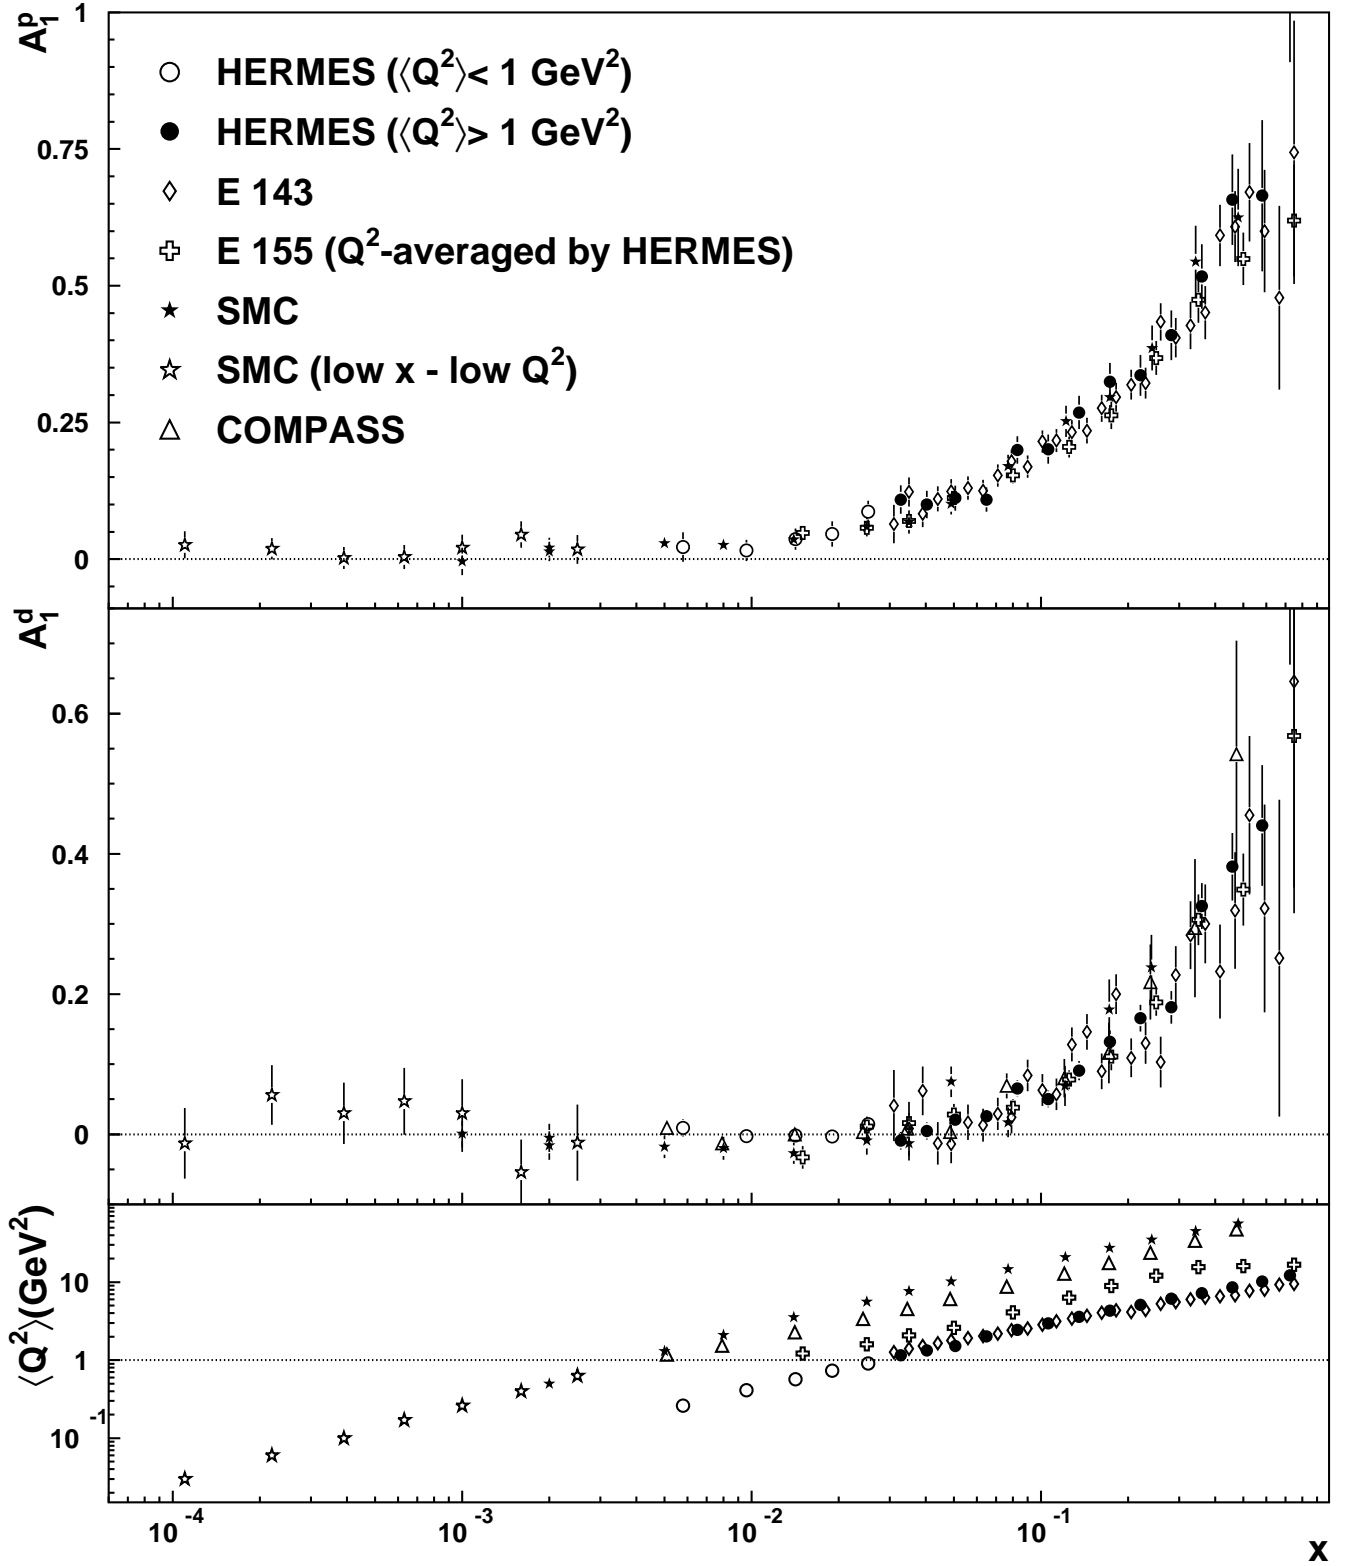 A₁ᵖ
1
HERMES (⟨Q²⟩< 1 GeV²)
HERMES (⟨Q²⟩> 1 GeV²)
0.75
E 143
E 155 (Q²-averaged by HERMES)
0.5
SMC
SMC (low x - low Q²)
0.25
COMPASS
0
A₁ᵈ
0.6
0.4
0.2
0
⟨Q²⟩(GeV²)
10
1
10⁻¹
10⁻⁴ 10⁻³ 10⁻² 10⁻¹
x